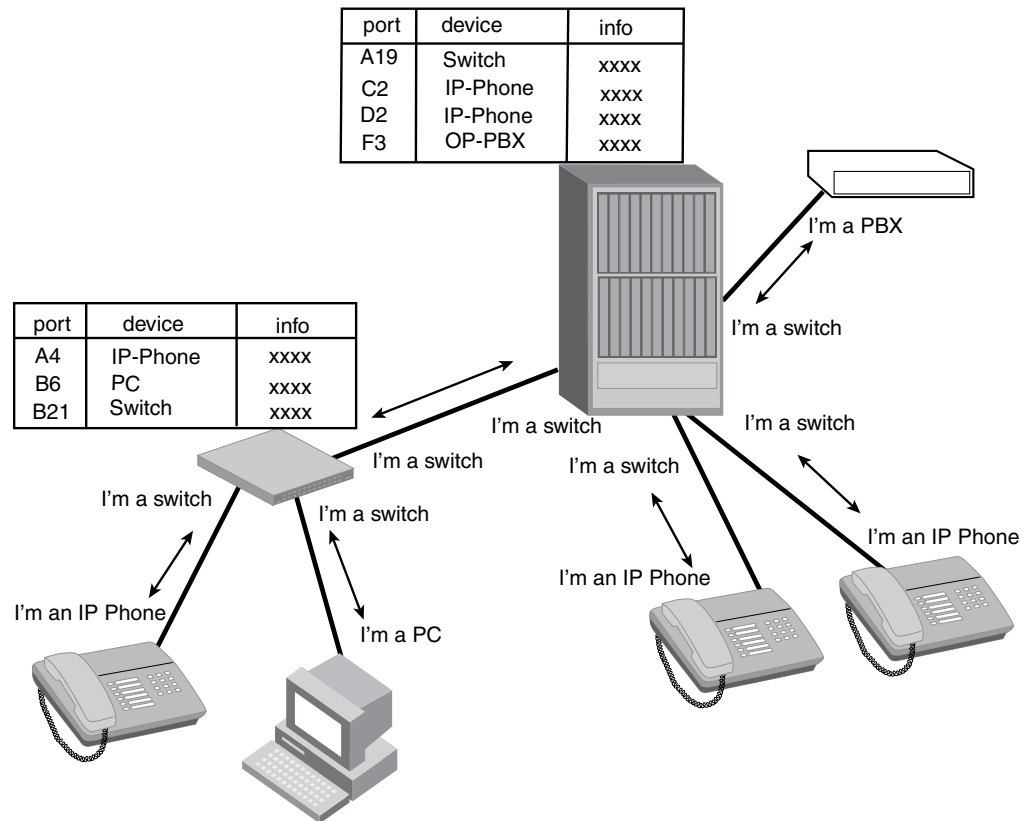 port device info
A19 Switch xxxx
C2 IP-Phone xxxx
D2 IP-Phone xxxx
F3 OP-PBX xxxx
I'm a PBX
I'm a switch
port device info
A4 IP-Phone xxxx
B6 PC xxxx
B21 Switch xxxx
I'm a switch
I'm a switch
I'm a switch
I'm a switch
I'm a switch
I'm a switch
I'm an IP Phone
I'm an IP Phone
I'm an IP Phone
I'm a PC